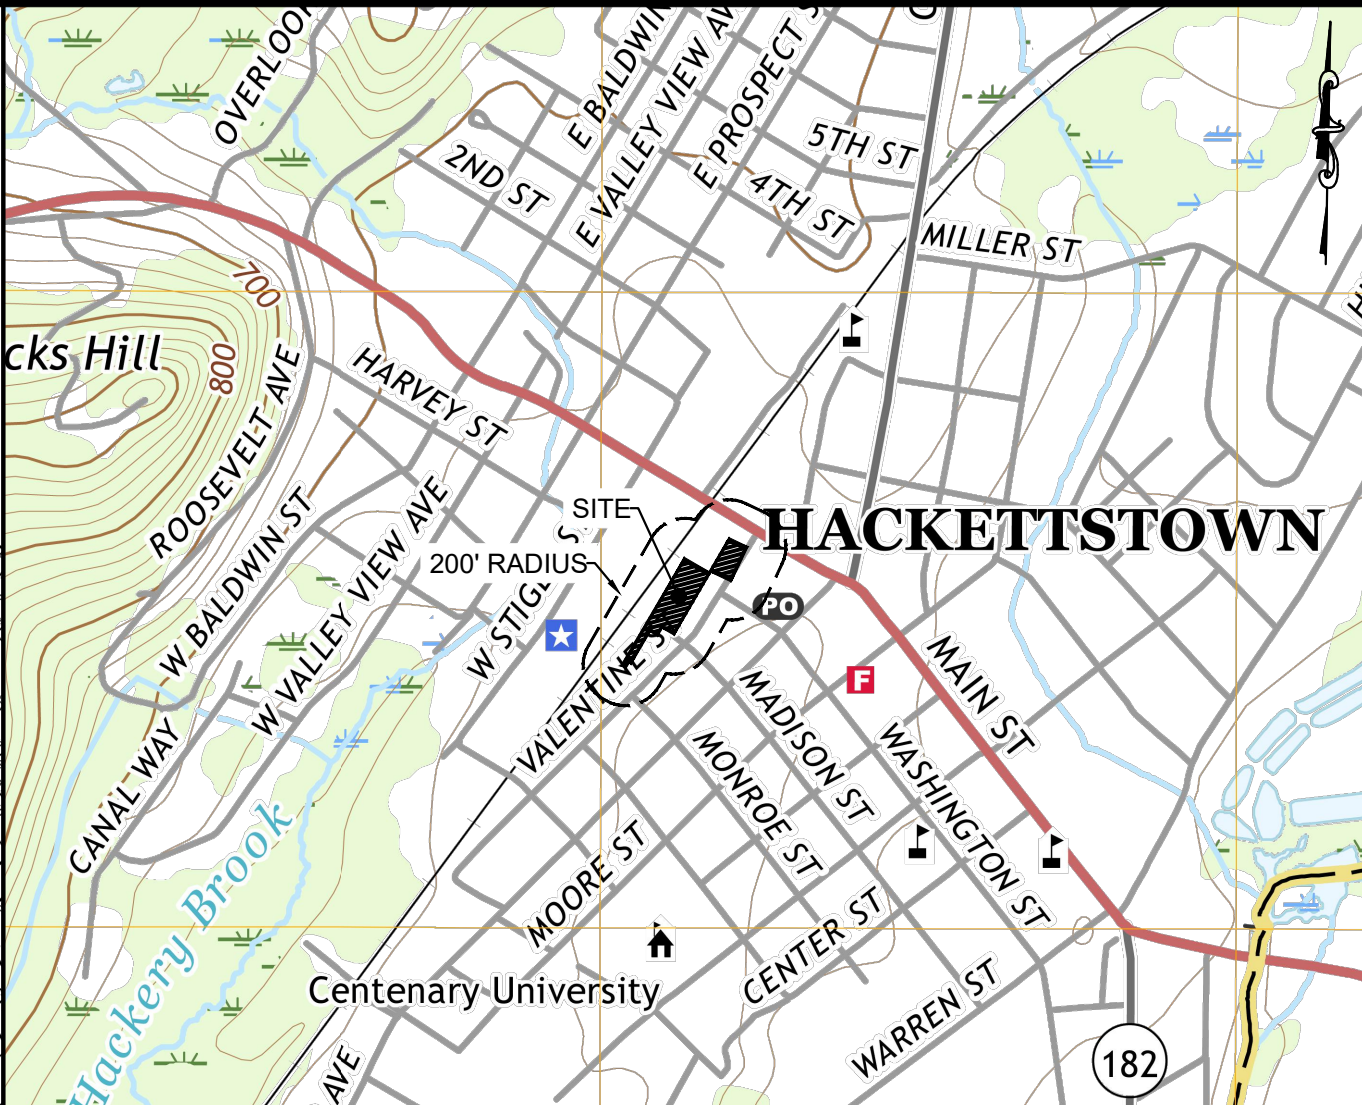 OVERLOO
E BALDWIN
E VALLEY VIEW AV
E PROSPECT S
5TH ST
2ND ST
4TH ST
MILLER ST
700
cks Hill
800
HARVEY ST
ROOSEVELT AVE
SITE
HACKETTSTOWN
200' RADIUS
W BALDWIN ST
W VALLEY VIEW AVE
W STIG
PO
VALENTINE S
F
MAIN ST
MADISON ST
WASHINGTON ST
MONROE ST
CANAL WAY
MOORE ST
Hackery Brook
CENTER ST
Centenary University
WARREN ST
182
AVE